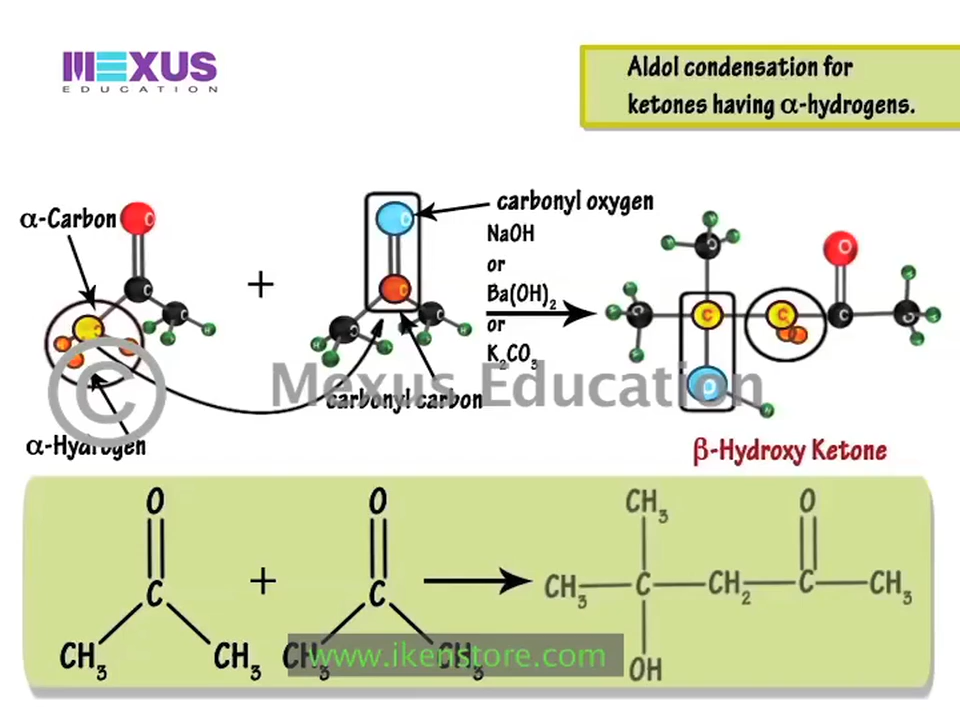 MEXUS
EDUCATION
Aldol condensation for
ketones having α-hydrogens.
α-Carbon
O
C
C
+
carbonyl oxygen
NaOH
or
Ba(OH)₂
or
K₂CO₃
C
C
H
carbonyl carbon
α-Hydrogen
© Mexus Education
C
O
C
C
C
O
β-Hydroxy Ketone
O
C
CH₃ CH₃
+
O
C
CH₃ CH₃
CH₃
CH₃—C—CH₂—C—CH₃
O
OH
www.ikenstore.com